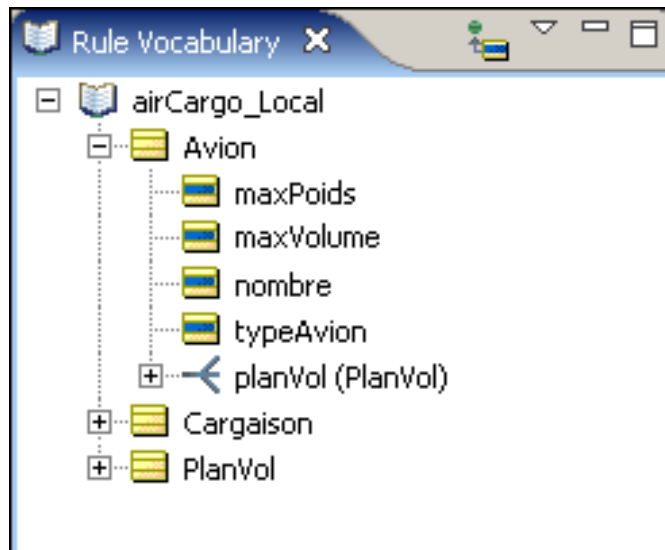 Rule Vocabulary
airCargo_Local
Avion
maxPoids
maxVolume
nombre
typeAvion
planVol (PlanVol)
Cargaison
PlanVol